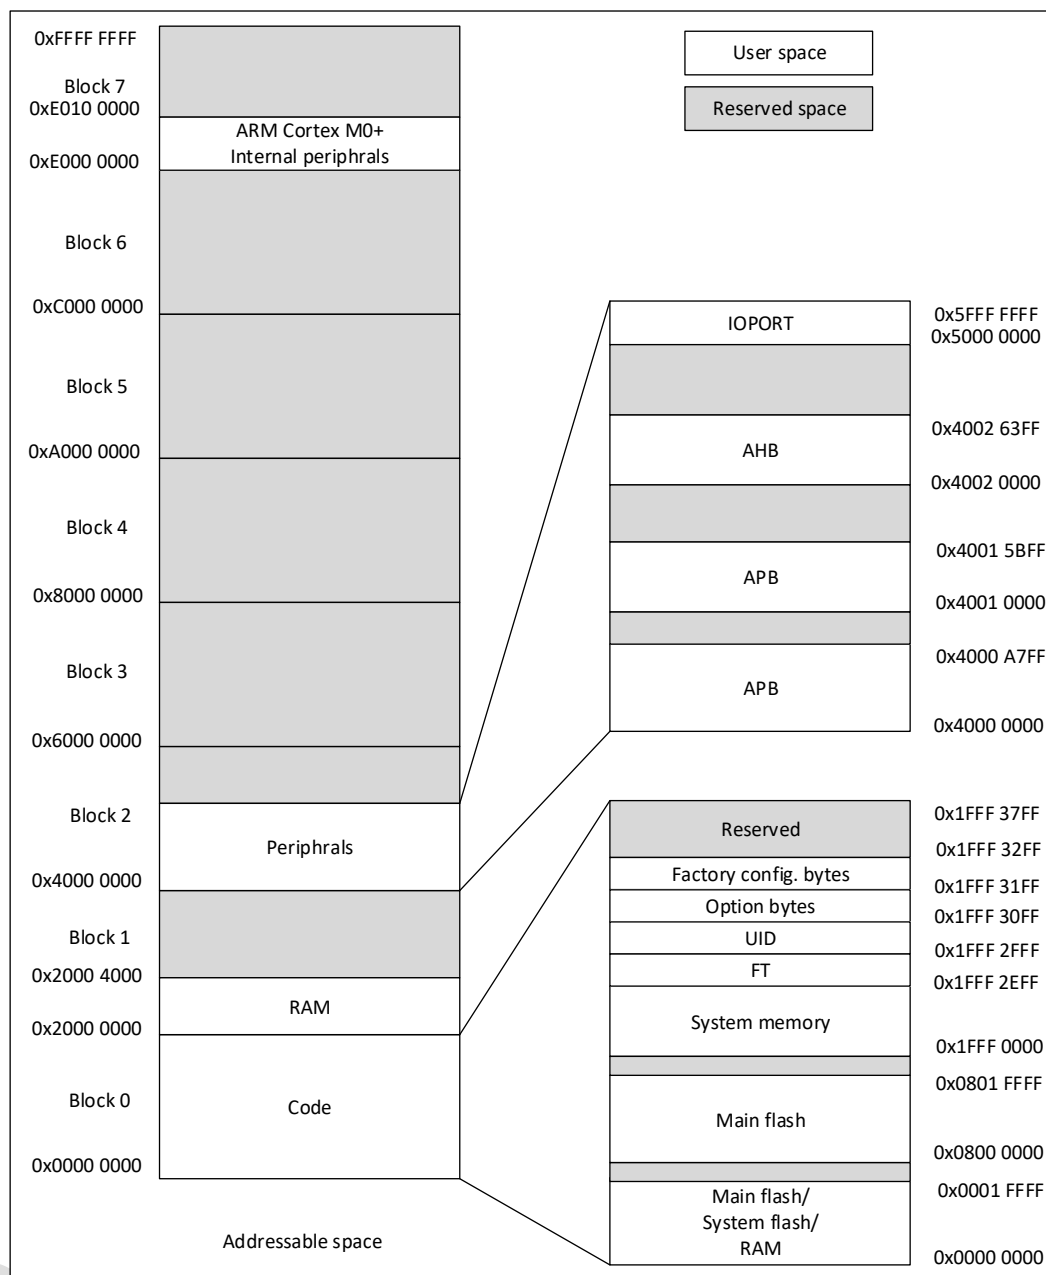 0xFFFF FFFF
Block 7
0xE010 0000
ARM Cortex M0+
Internal periphrals
0xE000 0000
Block 6
0xC000 0000
Block 5
0xA000 0000
Block 4
0x8000 0000
Block 3
0x6000 0000
Block 2
Periphrals
0x4000 0000
Block 1
0x2000 4000
RAM
0x2000 0000
Block 0
Code
0x0000 0000
Addressable space
User space
Reserved space
IOPORT
0x5FFF FFFF
0x5000 0000
0x4002 63FF
AHB
0x4002 0000
0x4001 5BFF
APB
0x4001 0000
0x4000 A7FF
APB
0x4000 0000
0x1FFF 37FF
Reserved
0x1FFF 32FF
Factory config. bytes
0x1FFF 31FF
Option bytes
0x1FFF 30FF
UID
0x1FFF 2FFF
FT
0x1FFF 2EFF
System memory
0x1FFF 0000
0x0801 FFFF
Main flash
0x0800 0000
0x0001 FFFF
Main flash/
System flash/
RAM
0x0000 0000